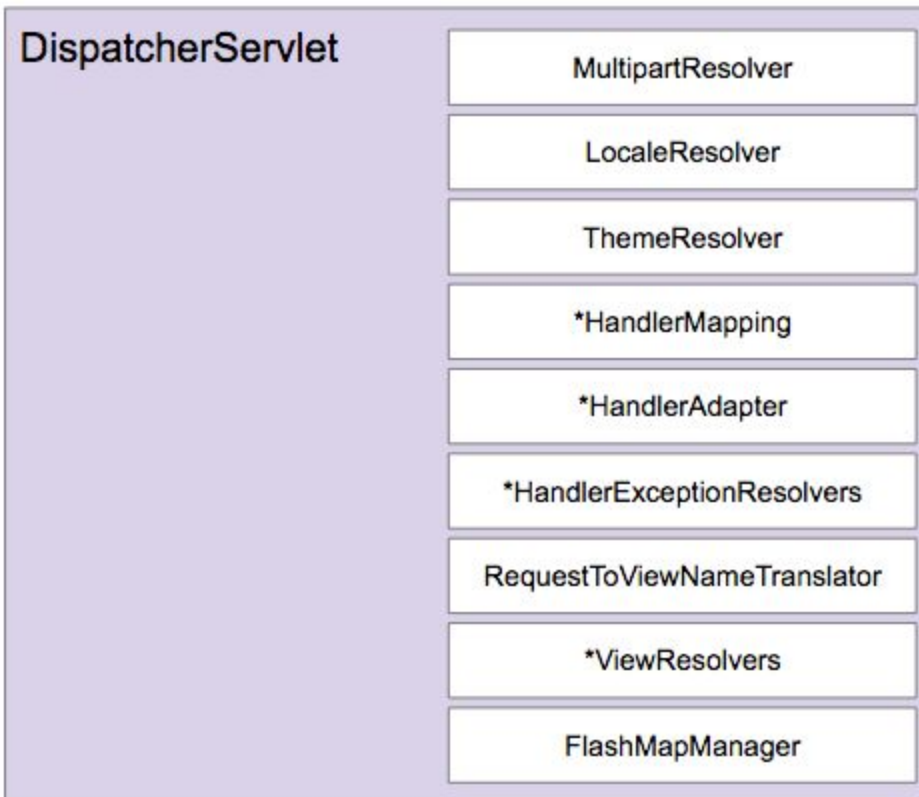 DispatcherServlet
MultipartResolver
LocaleResolver
ThemeResolver
*HandlerMapping
*HandlerAdapter
*HandlerExceptionResolvers
RequestToViewNameTranslator
*ViewResolvers
FlashMapManager